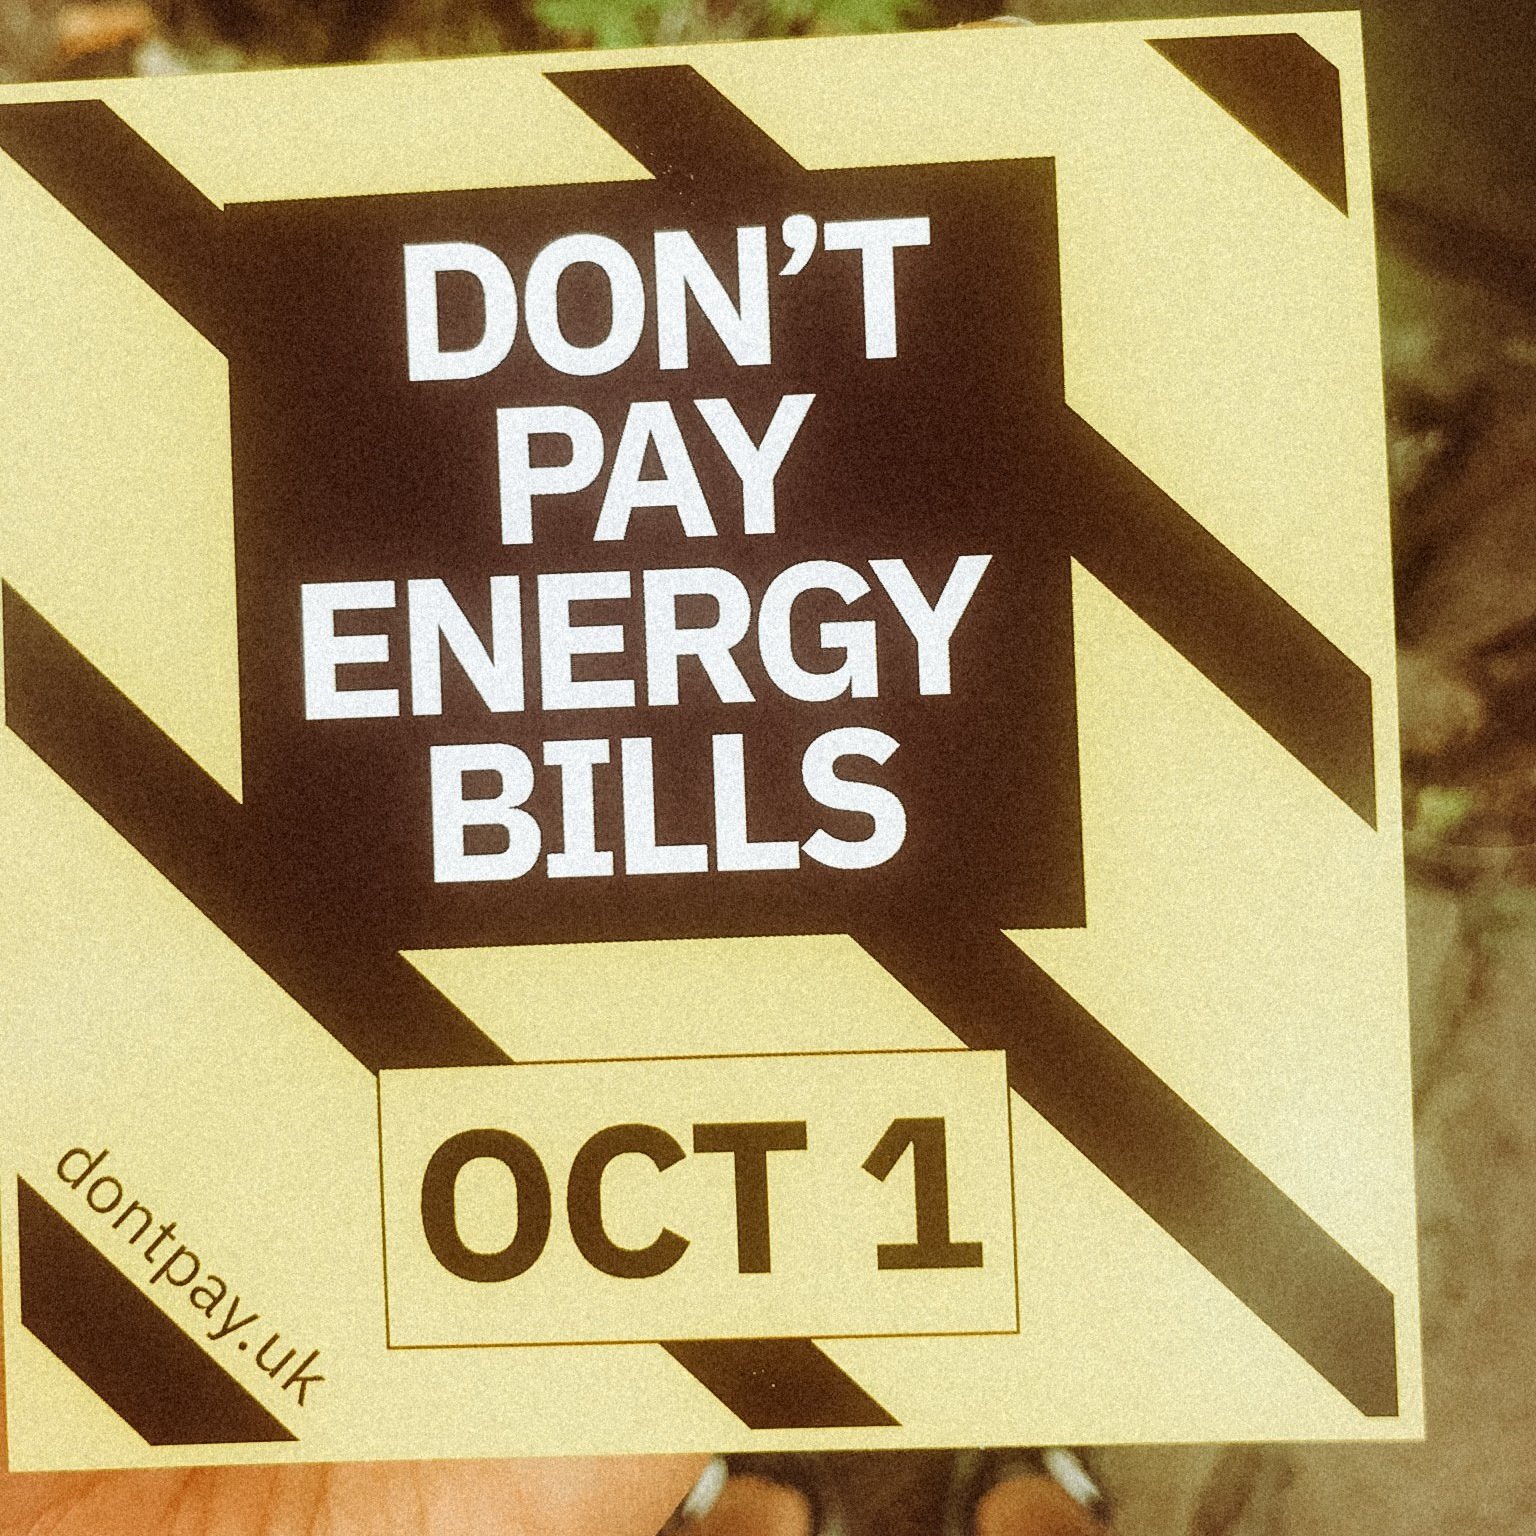 DON’T
PAY
ENERGY
BILLS
OCT 1
dontpay.uk